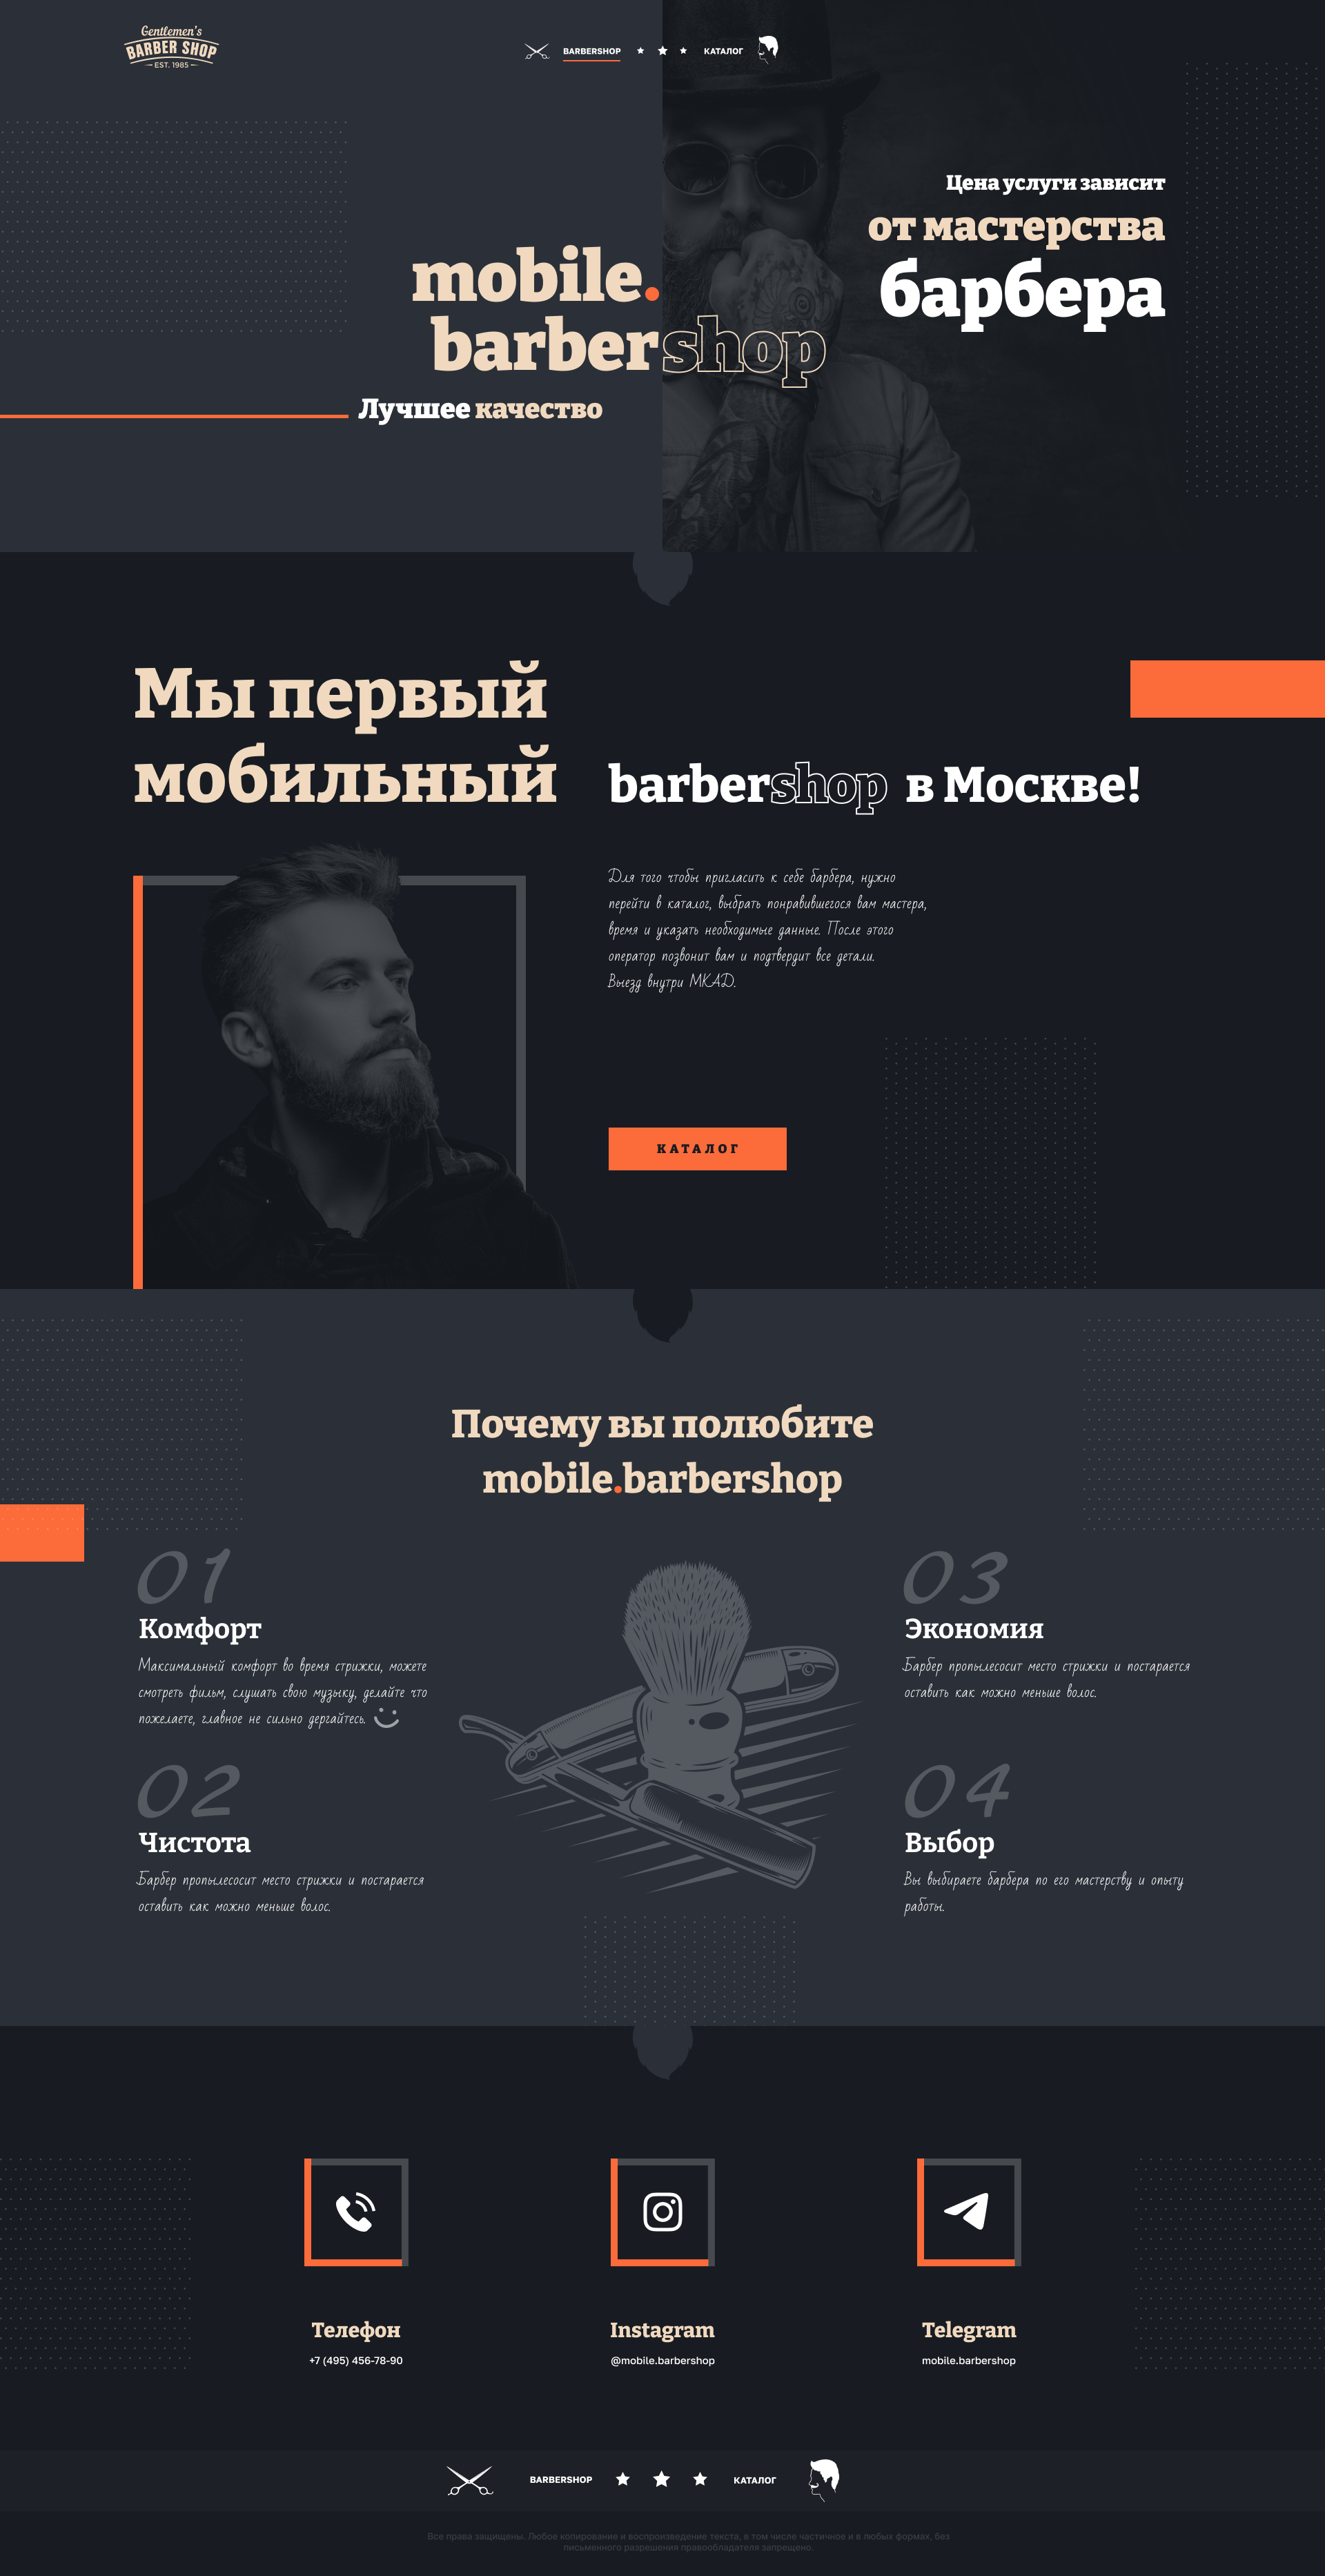 Gentlemen's
BARBER SHOP
EST. 1985
BARBERSHOP
КАТАЛОГ
Цена услуги зависит
от мастерства
барбера
mobile.
barbershop
Лучшее качество
Мы первый
мобильный
barbershop в Москве!
Для того чтобы пригласить к себе барбера, нужно
перейти в каталог, выбрать понравившегося вам мастера,
время и указать необходимые данные. После этого
оператор позвонит вам и подтвердит все детали.
Выезд внутри МКАД.
КАТАЛОГ
Почему вы полюбите
mobile.barbershop
01
Комфорт
Максимальный комфорт во время стрижки, можете
смотреть фильм, слушать свою музыку, делайте что
пожелаете, главное не сильно дергайтесь.
02
Чистота
Барбер пропылесосит место стрижки и постарается
оставить как можно меньше волос.
03
Экономия
Барбер пропылесосит место стрижки и постарается
оставить как можно меньше волос.
04
Выбор
Вы выбираете барбера по его мастерству и опыту
работы.
Телефон
+7 (495) 456-78-90
Instagram
@mobile.barbershop
Telegram
mobile.barbershop
BARBERSHOP
КАТАЛОГ
Все права защищены. Любое копирование и воспроизведение текста, в том числе частичное и в любых формах, без
письменного разрешения правообладателя запрещено.